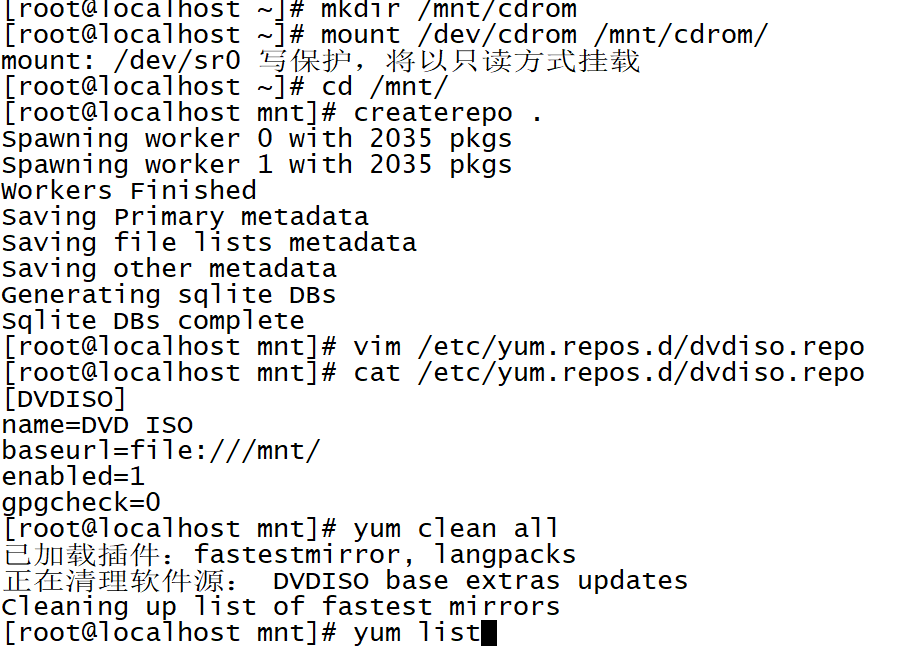 [root@localhost ~]# mkdir /mnt/cdrom
[root@localhost ~]# mount /dev/cdrom /mnt/cdrom/
mount: /dev/sr0 写保护，将以只读方式挂载
[root@localhost ~]# cd /mnt/
[root@localhost mnt]# createrepo .
Spawning worker 0 with 2035 pkgs
Spawning worker 1 with 2035 pkgs
Workers Finished
Saving Primary metadata
Saving file lists metadata
Saving other metadata
Generating sqlite DBs
Sqlite DBs complete
[root@localhost mnt]# vim /etc/yum.repos.d/dvdiso.repo
[root@localhost mnt]# cat /etc/yum.repos.d/dvdiso.repo
[DVDISO]
name=DVD ISO
baseurl=file:///mnt/
enabled=1
gpgcheck=0
[root@localhost mnt]# yum clean all
已加载插件：fastestmirror, langpacks
正在清理软件源： DVDISO base extras updates
Cleaning up list of fastest mirrors
[root@localhost mnt]# yum list